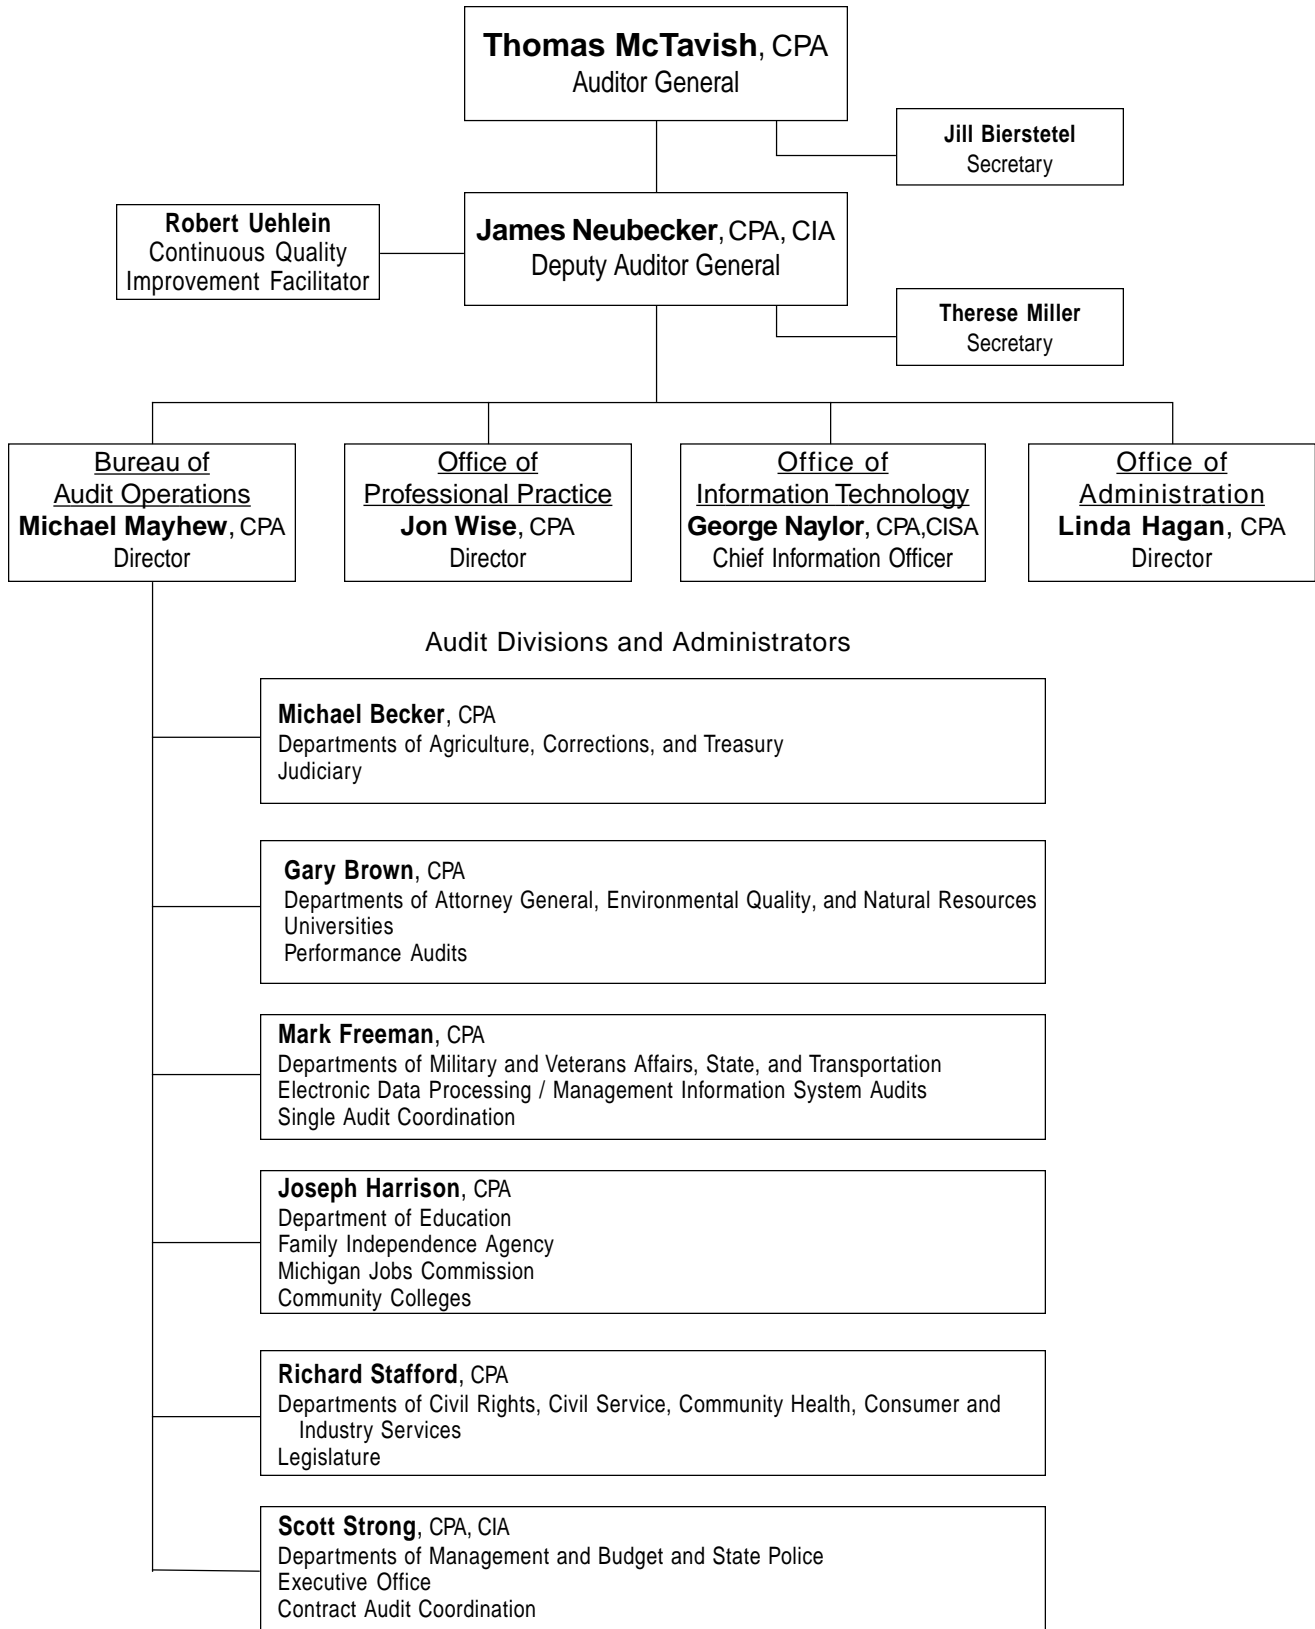 Thomas McTavish, CPA
Auditor General
Jill Bierstetel
Secretary
Robert Uehlein
Continuous Quality
Improvement Facilitator
James Neubecker, CPA, CIA
Deputy Auditor General
Therese Miller
Secretary
Bureau of
Audit Operations
Michael Mayhew, CPA
Director
Office of
Professional Practice
Jon Wise, CPA
Director
Office of
Information Technology
George Naylor, CPA,CISA
Chief Information Officer
Office of
Administration
Linda Hagan, CPA
Director
Audit Divisions and Administrators
Michael Becker, CPA
Departments of Agriculture, Corrections, and Treasury
Judiciary
Gary Brown, CPA
Departments of Attorney General, Environmental Quality, and Natural Resources
Universities
Performance Audits
Mark Freeman, CPA
Departments of Military and Veterans Affairs, State, and Transportation
Electronic Data Processing / Management Information System Audits
Single Audit Coordination
Joseph Harrison, CPA
Department of Education
Family Independence Agency
Michigan Jobs Commission
Community Colleges
Richard Stafford, CPA
Departments of Civil Rights, Civil Service, Community Health, Consumer and
Industry Services
Legislature
Scott Strong, CPA, CIA
Departments of Management and Budget and State Police
Executive Office
Contract Audit Coordination